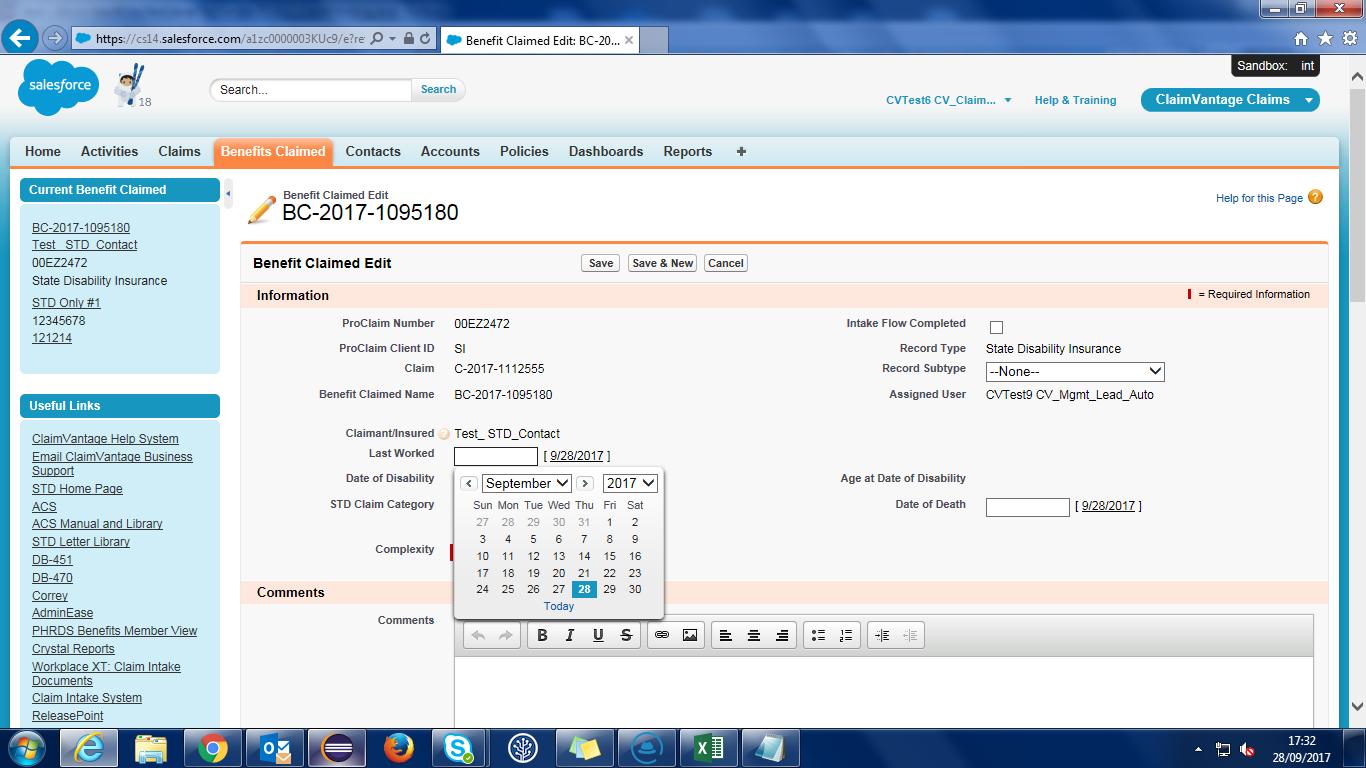 https://cs14.salesforce.com/a1zc0000003KUc9/e?re
Benefit Claimed Edit: BC-20...
Sandbox: int
salesforce
18
Search...
Search
CVTest6 CV_Claim...
Help & Training
ClaimVantage Claims
Home Activities Claims Benefits Claimed Contacts Accounts Policies Dashboards Reports
Current Benefit Claimed
BC-2017-1095180
Test_ STD_Contact
00EZ2472
State Disability Insurance
STD Only #1
12345678
121214
Useful Links
ClaimVantage Help System
Email ClaimVantage Business
Support
STD Home Page
ACS
ACS Manual and Library
STD Letter Library
DB-451
DB-470
Correy
AdminEase
PHRDS Benefits Member View
Crystal Reports
Workplace XT: Claim Intake
Documents
Claim Intake System
ReleasePoint
Benefit Claimed Edit
BC-2017-1095180
Help for this Page
Benefit Claimed Edit
Save Save & New Cancel
Information
= Required Information
ProClaim Number 00EZ2472
Intake Flow Completed
ProClaim Client ID SI
Record Type State Disability Insurance
Claim C-2017-1112555
Record Subtype --None--
Benefit Claimed Name BC-2017-1095180
Assigned User CVTest9 CV_Mgmt_Lead_Auto
Claimant/Insured Test_ STD_Contact
Last Worked [ 9/28/2017 ]
Date of Disability
Age at Date of Disability
STD Claim Category
Date of Death [ 9/28/2017 ]
Complexity
September 2017
Sun Mon Tue Wed Thu Fri Sat
27 28 29 30 31 1 2
3 4 5 6 7 8 9
10 11 12 13 14 15 16
17 18 19 20 21 22 23
24 25 26 27 28 29 30
Today
Comments
Comments
B I U S
17:32
28/09/2017